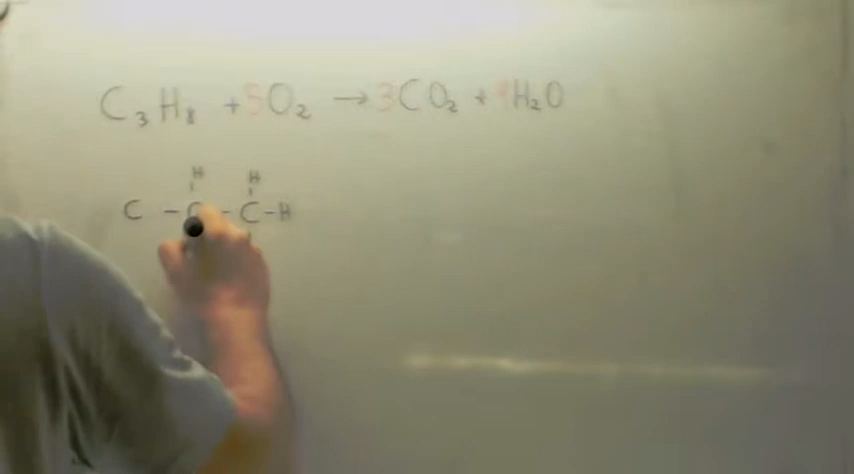 C₃H₈ + 5O₂ → 3CO₂ + 4H₂O
H H
C - C - C - H